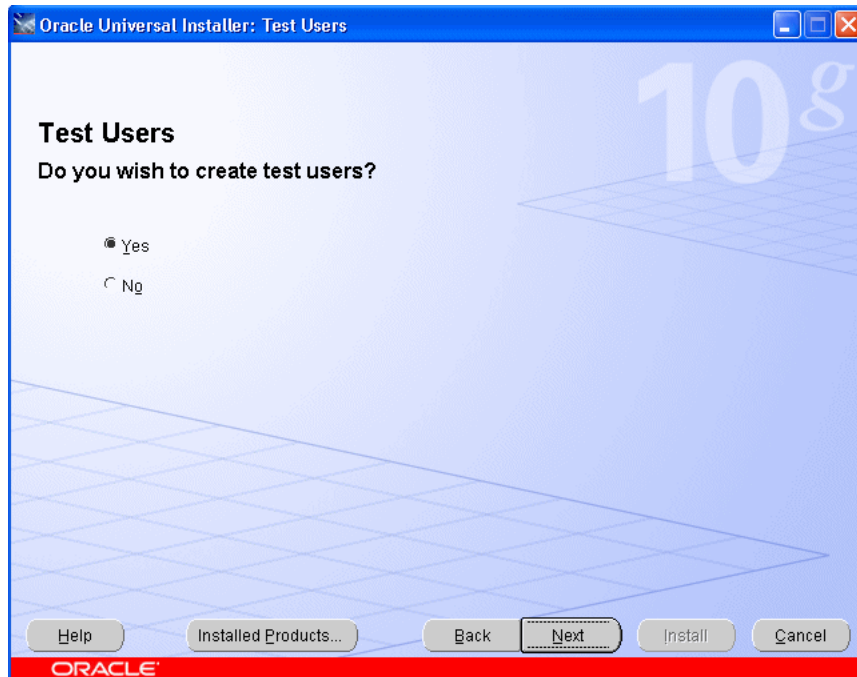 Oracle Universal Installer: Test Users
10g
Test Users
Do you wish to create test users?
Yes
No
Help
Installed Products...
Back
Next
Install
Cancel
ORACLE